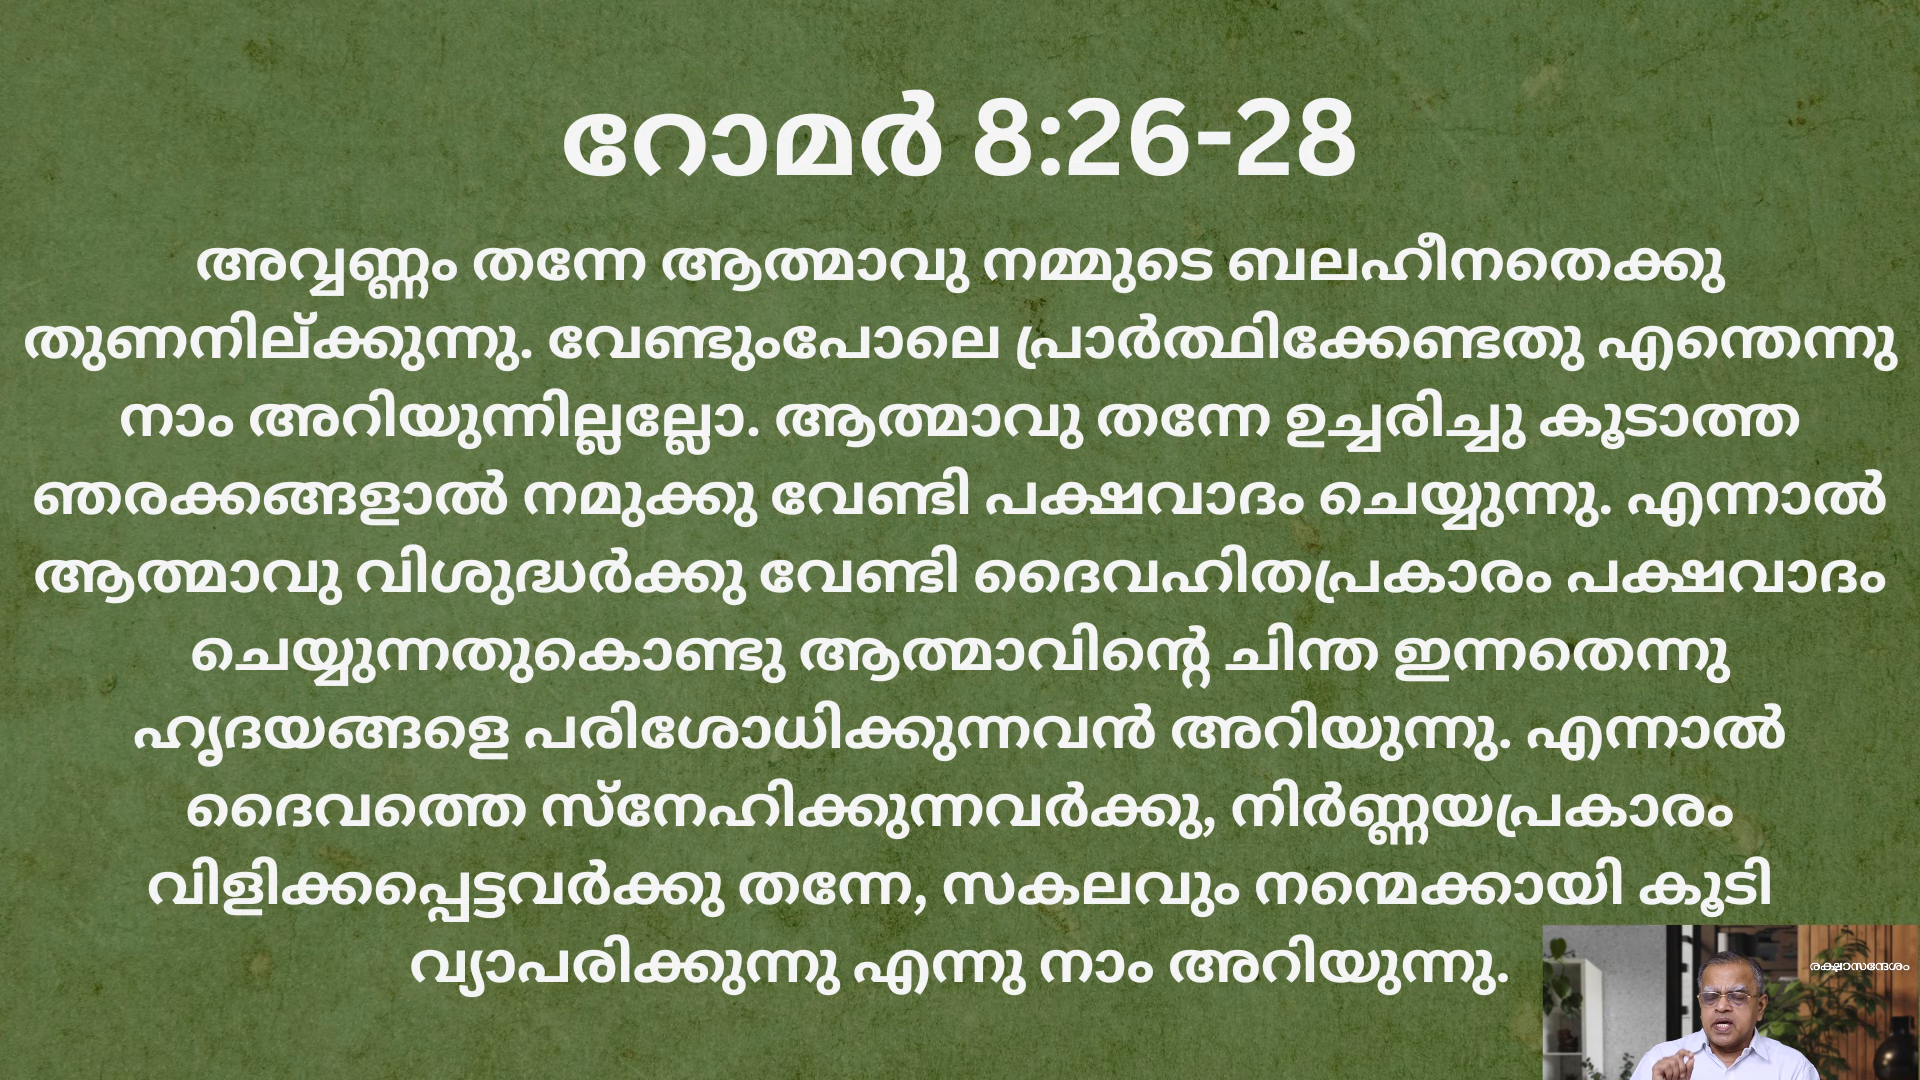 റോമർ 8:26-28
അവ്വണ്ണം തന്നേ ആത്മാവു നമ്മുടെ ബലഹീനതെക്കു
തുണനില്ക്കുന്നു. വേണ്ടുംപോലെ പ്രാർത്ഥിക്കേണ്ടതു എന്തെന്നു
നാം അറിയുന്നില്ലല്ലോ. ആത്മാവു തന്നേ ഉച്ചരിച്ചു കൂടാത്ത
ഞരക്കങ്ങളാൽ നമുക്കു വേണ്ടി പക്ഷവാദം ചെയ്യുന്നു. എന്നാൽ
ആത്മാവു വിശുദ്ധർക്കു വേണ്ടി ദൈവഹിതപ്രകാരം പക്ഷവാദം
ചെയ്യുന്നതുകൊണ്ടു ആത്മാവിന്റെ ചിന്ത ഇന്നതെന്നു
ഹൃദയങ്ങളെ പരിശോധിക്കുന്നവൻ അറിയുന്നു. എന്നാൽ
ദൈവത്തെ സ്നേഹിക്കുന്നവർക്കു, നിർണ്ണയപ്രകാരം
വിളിക്കപ്പെട്ടവർക്കു തന്നേ, സകലവും നന്മെക്കായി കൂടി
വ്യാപരിക്കുന്നു എന്നു നാം അറിയുന്നു.
രക്ഷാസന്ദേശം